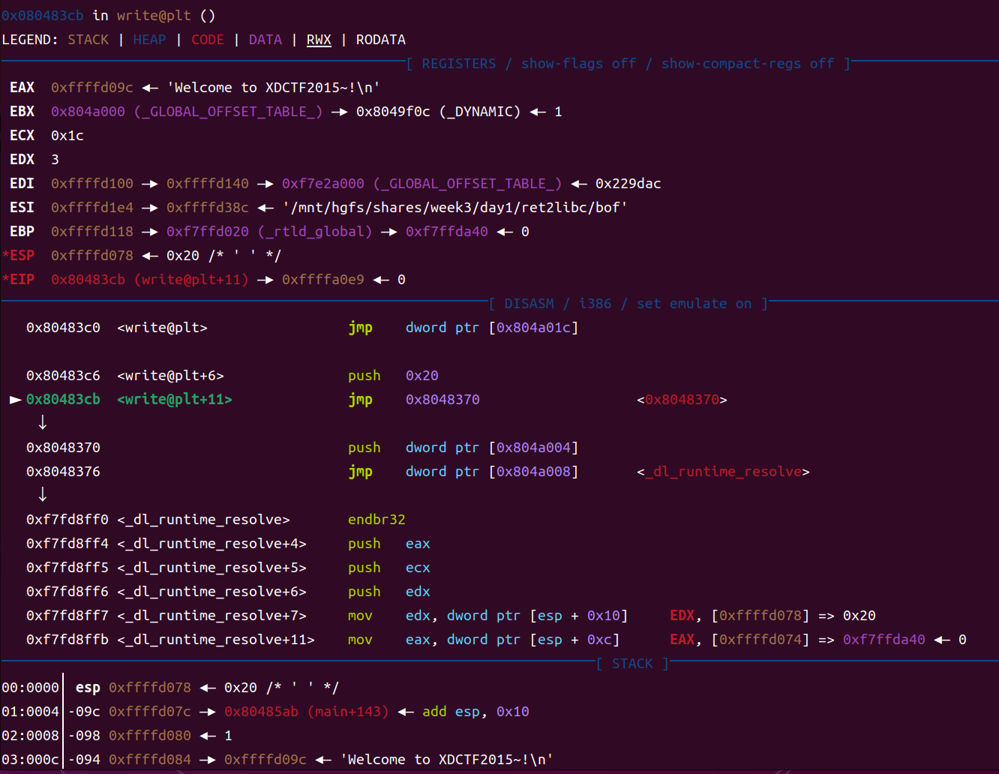 0x080483cb in write@plt ()
LEGEND: STACK | HEAP | CODE | DATA | RWX | RODATA
[ REGISTERS / show-flags off / show-compact-regs off ]
EAX  0xffffd09c ◂— 'Welcome to XDCTF2015~!\n'
EBX  0x804a000 (_GLOBAL_OFFSET_TABLE_) —▸ 0x8049f0c (_DYNAMIC) ◂— 1
ECX  0x1c
EDX  3
EDI  0xffffd100 —▸ 0xffffd140 —▸ 0xf7e2a000 (_GLOBAL_OFFSET_TABLE_) ◂— 0x229dac
ESI  0xffffd1e4 —▸ 0xffffd38c ◂— '/mnt/hgfs/shares/week3/day1/ret2libc/bof'
EBP  0xffffd118 —▸ 0xf7ffd020 (_rtld_global) —▸ 0xf7ffda40 ◂— 0
*ESP  0xffffd078 ◂— 0x20 /* ' ' */
*EIP  0x80483cb (write@plt+11) —▸ 0xffffa0e9 ◂— 0
[ DISASM / i386 / set emulate on ]
0x80483c0  <write@plt>  jmp  dword ptr [0x804a01c]
0x80483c6  <write@plt+6>  push  0x20
► 0x80483cb  <write@plt+11>  jmp  0x8048370  <0x8048370>
↓
0x8048370  push  dword ptr [0x804a004]
0x8048376  jmp  dword ptr [0x804a008]  <_dl_runtime_resolve>
↓
0xf7fd8ff0 <_dl_runtime_resolve>  endbr32
0xf7fd8ff4 <_dl_runtime_resolve+4>  push  eax
0xf7fd8ff5 <_dl_runtime_resolve+5>  push  ecx
0xf7fd8ff6 <_dl_runtime_resolve+6>  push  edx
0xf7fd8ff7 <_dl_runtime_resolve+7>  mov  edx, dword ptr [esp + 0x10]  EDX, [0xffffd078] => 0x20
0xf7fd8ffb <_dl_runtime_resolve+11>  mov  eax, dword ptr [esp + 0xc]  EAX, [0xffffd074] => 0xf7ffda40 ◂— 0
[ STACK ]
00:0000│ esp 0xffffd078 ◂— 0x20 /* ' ' */
01:0004│-09c 0xffffd07c —▸ 0x80485ab (main+143) ◂— add esp, 0x10
02:0008│-098 0xffffd080 ◂— 1
03:000c│-094 0xffffd084 —▸ 0xffffd09c ◂— 'Welcome to XDCTF2015~!\n'